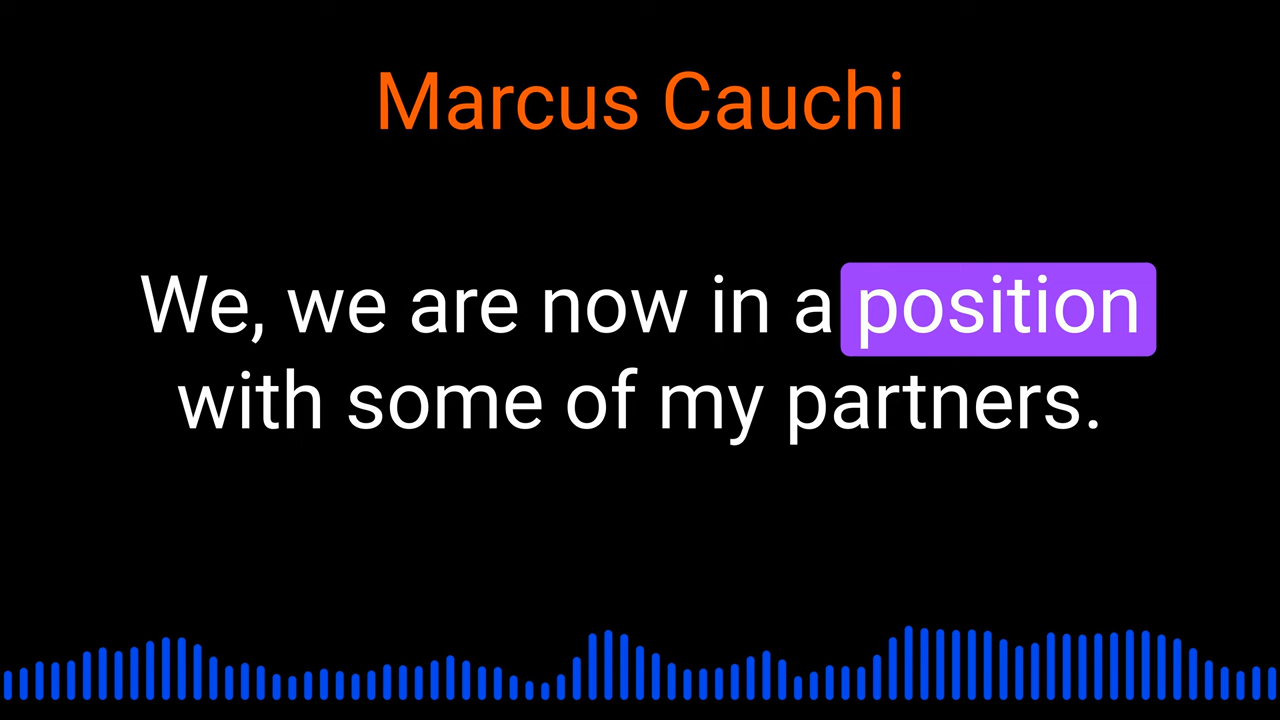 Marcus Cauchi
We, we are now in a position
with some of my partners.